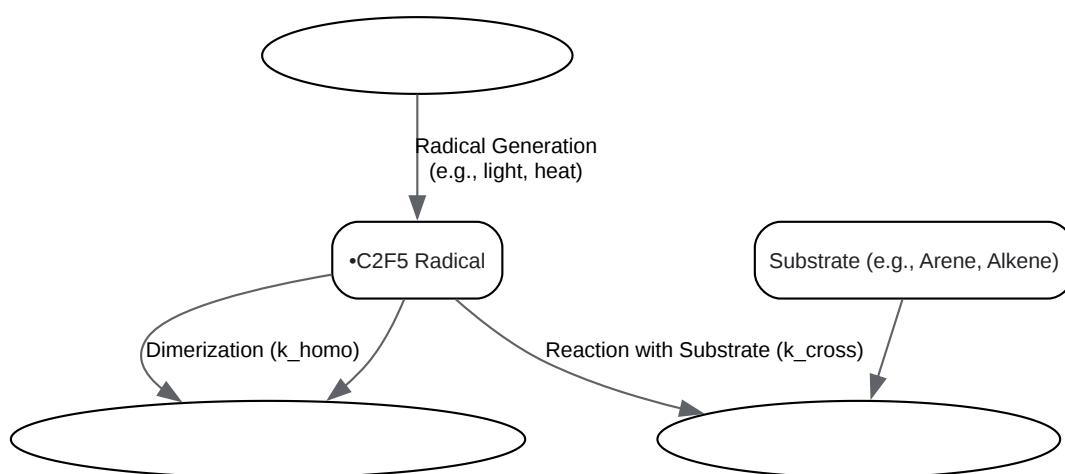 Radical Generation
(e.g., light, heat)
•C2F5 Radical
Substrate (e.g., Arene, Alkene)
Dimerization (k_homo)
Reaction with Substrate (k_cross)